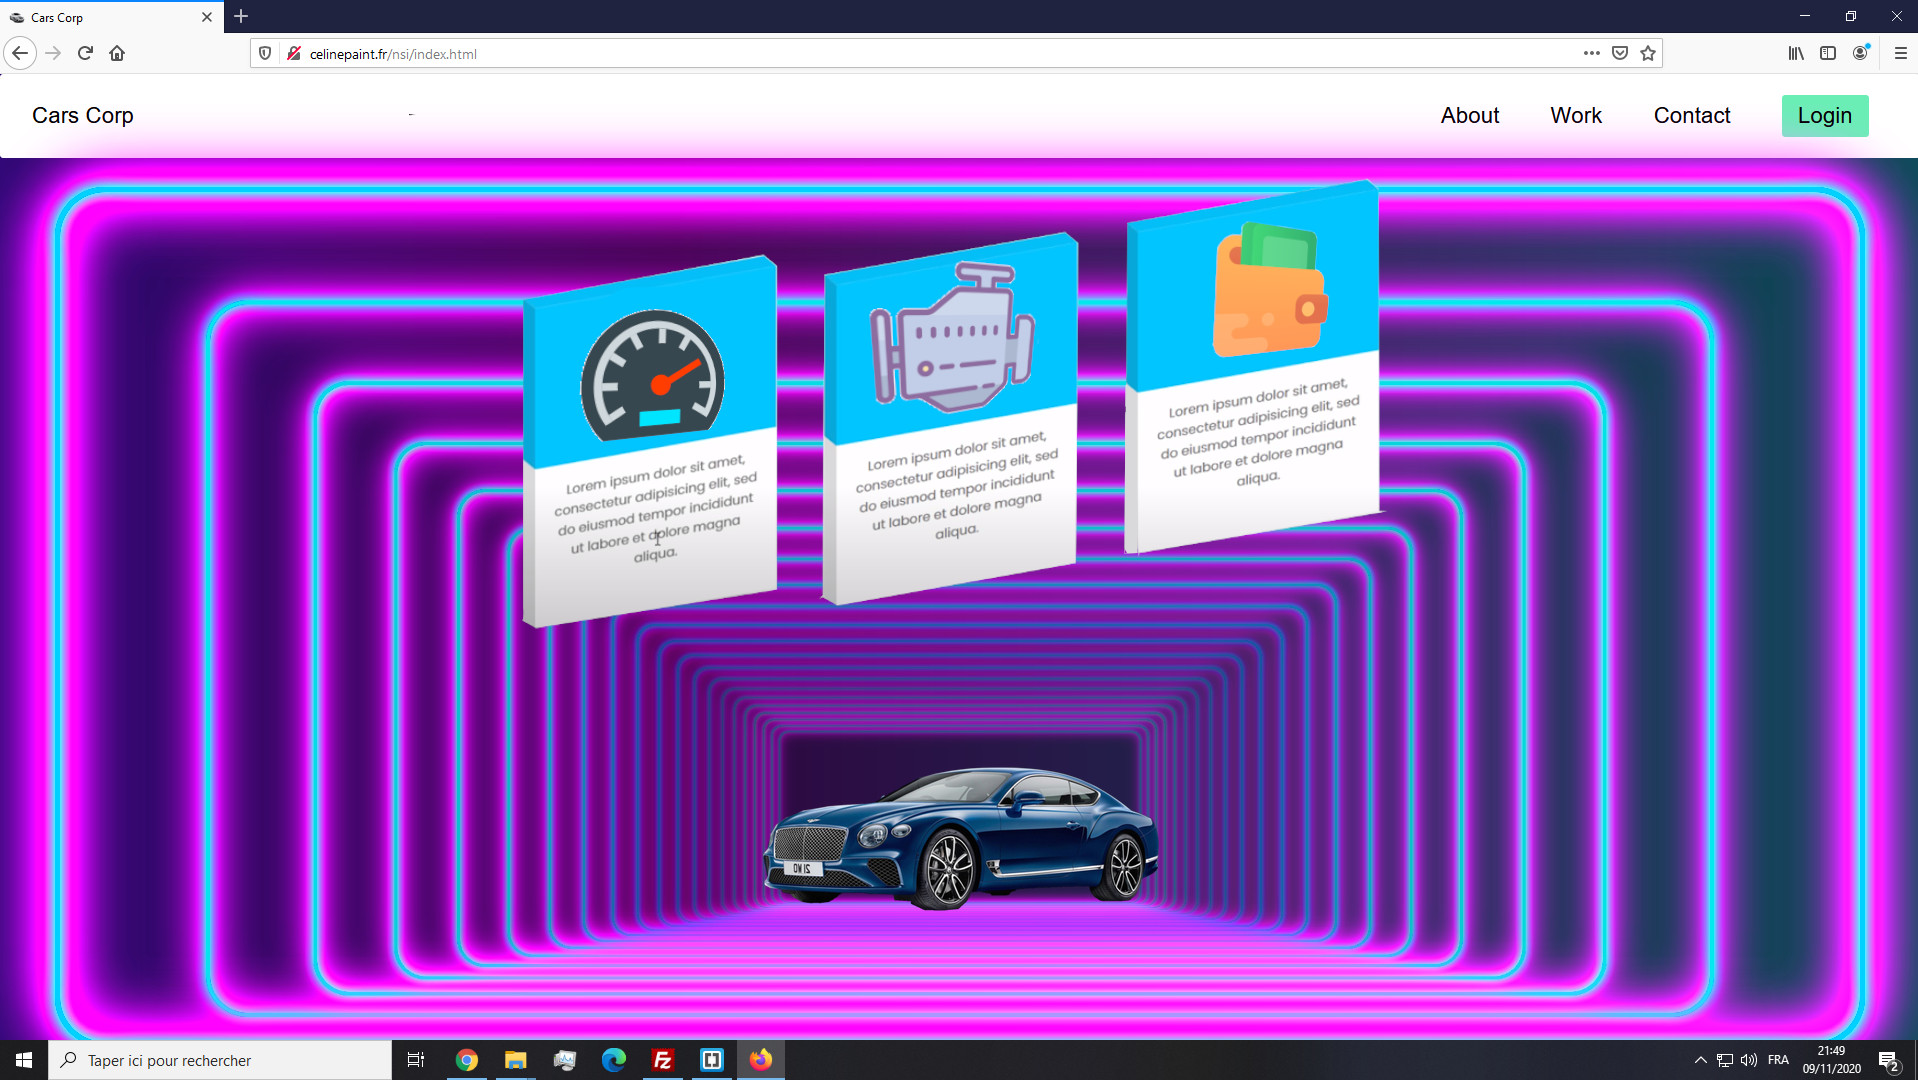 Cars Corp
celinepaint.fr/nsi/index.html
Cars Corp
About
Work
Contact
Login
Lorem ipsum dolor sit amet,
consectetur adipisicing elit, sed
do eiusmod tempor incididunt
ut labore et dolore magna
aliqua.
Lorem ipsum dolor sit amet,
consectetur adipisicing elit, sed
do eiusmod tempor incididunt
ut labore et dolore magna
aliqua.
Lorem ipsum dolor sit amet,
consectetur adipisicing elit, sed
do eiusmod tempor incididunt
ut labore et dolore magna
aliqua.
Taper ici pour rechercher
Fz
FRA
21:49
09/11/2020
2